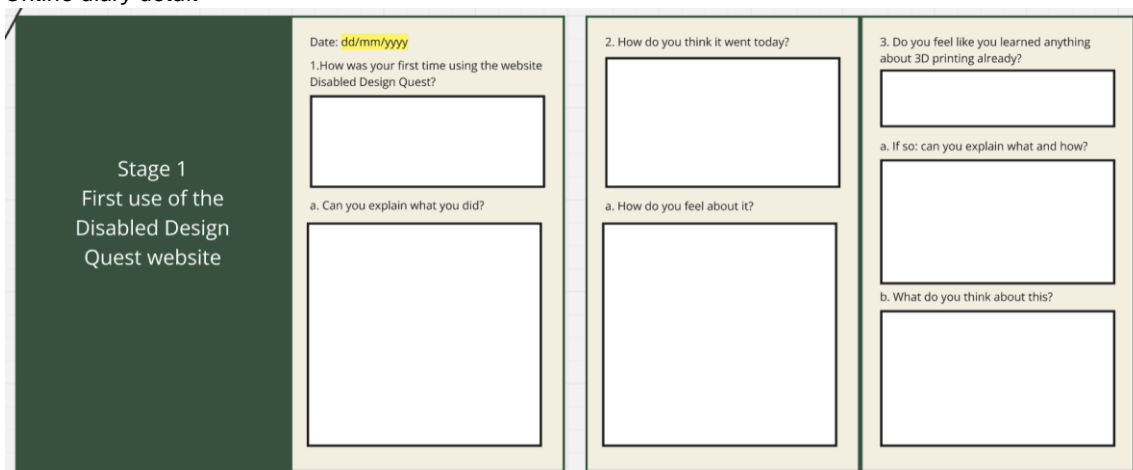 Online diary detail
Stage 1
First use of the
Disabled Design
Quest website
Date: dd/mm/yyyy
1.How was your first time using the website
Disabled Design Quest?
a. Can you explain what you did?
2. How do you think it went today?
a. How do you feel about it?
3. Do you feel like you learned anything
about 3D printing already?
a. If so: can you explain what and how?
b. What do you think about this?